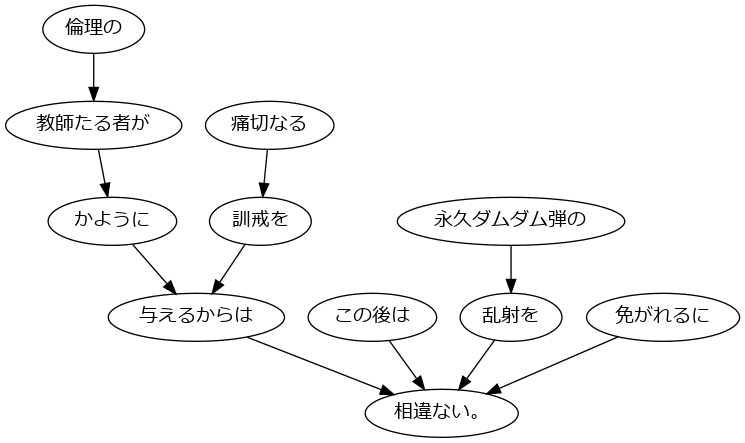 倫理の
教師たる者が
痛切なる
かように
訓戒を
永久ダムダム弾の
与えるからは
この後は
乱射を
免がれるに
相違ない。